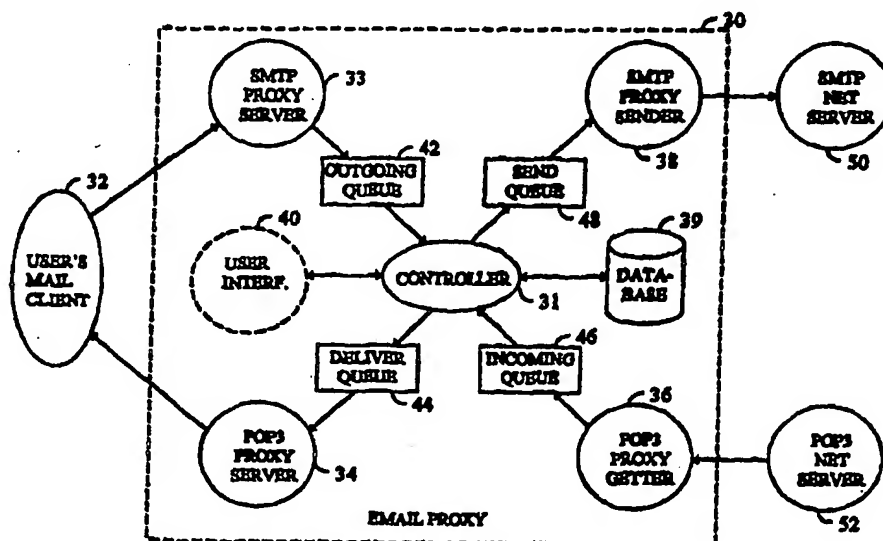 30
SMTP
PROXY
SERVER
33
SMTP
PROXY
SENDER
38
SMTP
NET
SERVER
50
42
OUTGOING
QUEUE
SEND
QUEUE
48
32
USER'S
MAIL
CLIENT
40
USER
INTERF.
CONTROLLER
31
39
DATA-
BASE
DELIVER
QUEUE
44
46
INCOMING
QUEUE
POP3
PROXY
SERVER
34
36
POP3
PROXY
GETTER
POP3
NET
SERVER
52
EMAIL PROXY